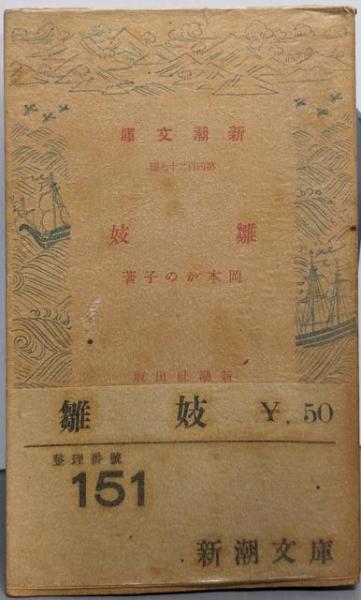 新潮文庫
第四百二十七編
雛妓
岡本かの子著
新潮社出版
雛妓 ¥.50
整理番號
151
新潮文庫